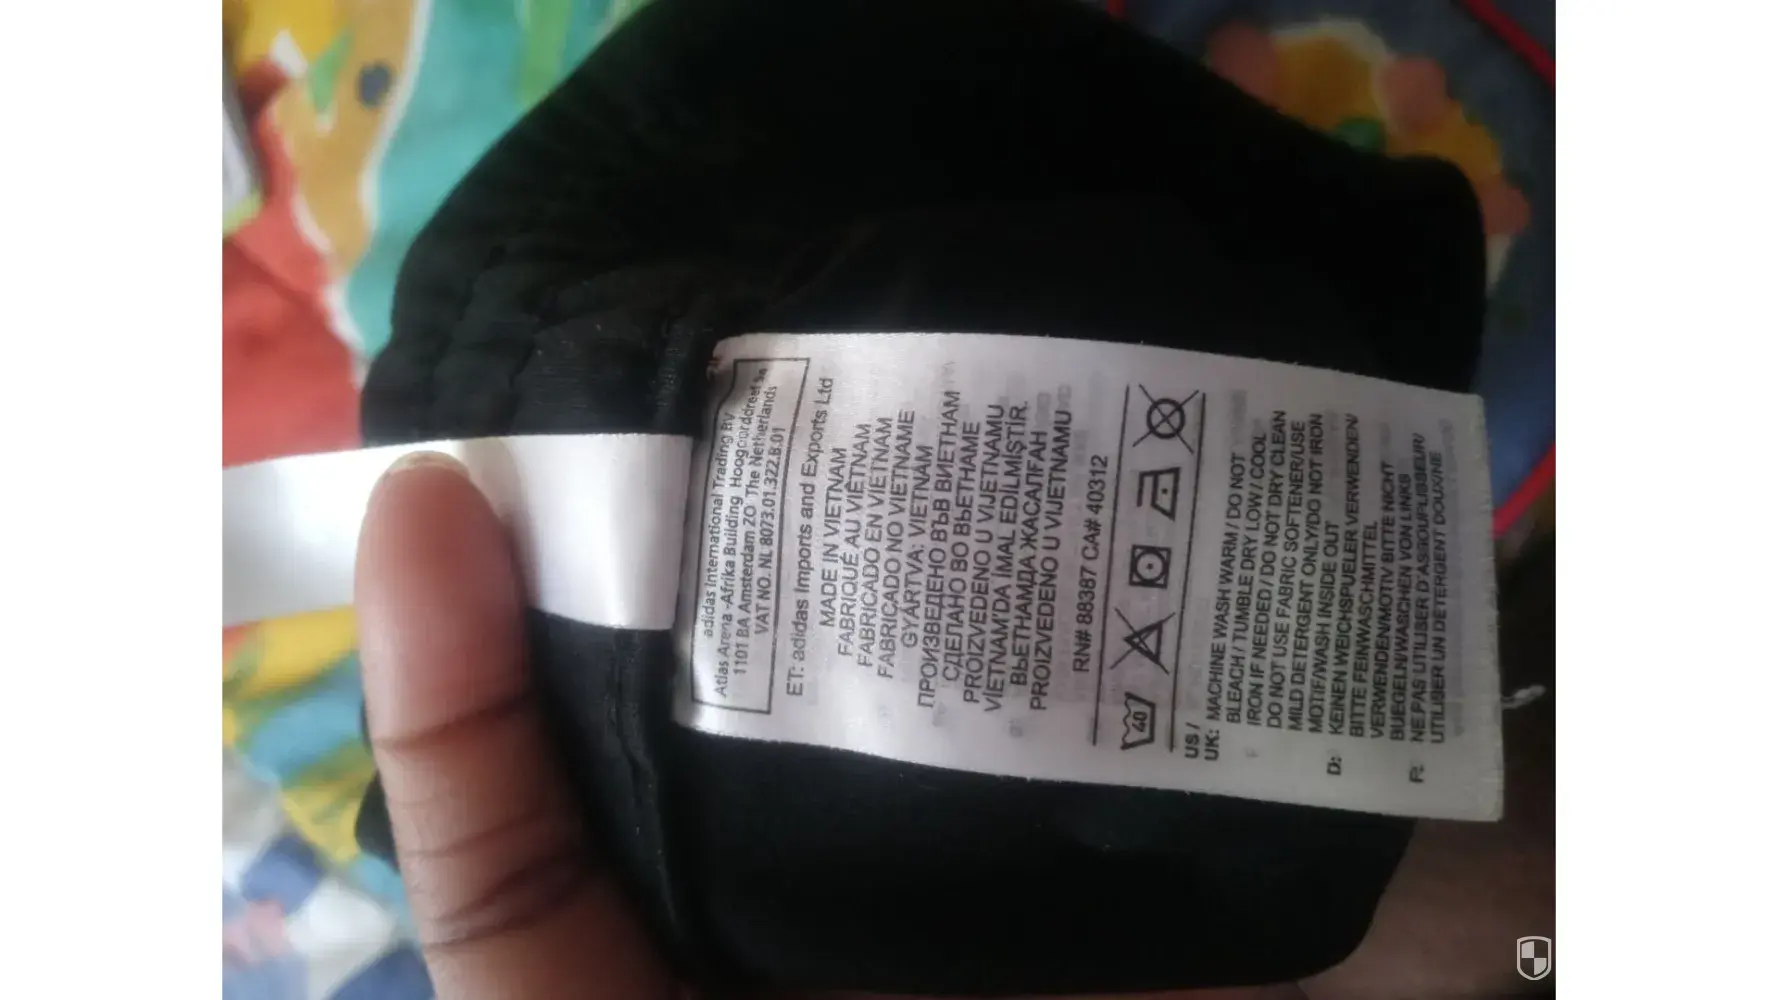 adidas International Trading BV
Atlas Arena -Afrika Building Hoogoorddreef 9a
1101 BA Amsterdam ZO The Netherlands
VAT NO. NL 8073.01.322.B.01
ET: adidas Imports and Exports Ltd
MADE IN VIETNAM
FABRIQUÉ AU VIÊTNAM
FABRICADO EN VIETNAM
FABRICADO NO VIETNAME
GYÁRTVA: VIETNAM
ПРОИЗВЕДЕНО ВЪВ ВИЕТНАМ
СДЕЛАНО ВО ВЬЕТНАМЕ
PROIZVEDENO U VIJETNAMU
VİETNAM'DA IMAL EDİLMİŞTİR.
ВЬЕТНАМДА ЖАСАЛҒАН
PROIZVEDENO U VIJETNAMU
RN# 88387 CA# 40312
40
US /
UK: MACHINE WASH WARM / DO NOT
BLEACH / TUMBLE DRY LOW / COOL
IRON IF NEEDED / DO NOT DRY CLEAN
DO NOT USE FABRIC SOFTENER/USE
MILD DETERGENT ONLY/DO NOT IRON
MOTIF/WASH INSIDE OUT
D: KEINEN WEICHSPUELER VERWENDEN/
BITTE FEINWASCHMITTEL
VERWENDEN/MOTIV BITTE NICHT
BUEGELN/WASCHEN VON LINKS
F: NE PAS UTILISER D'ASSOUPLISSEUR/
UTILISER UN DETERGENT DOUX/NE